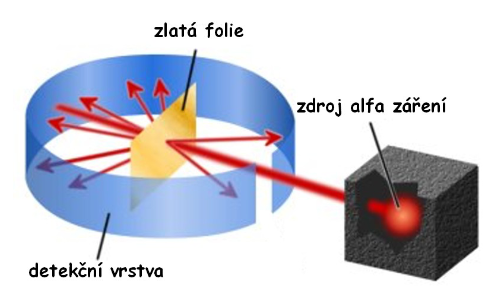 zlatá folie
zdroj alfa záření
detekční vrstva